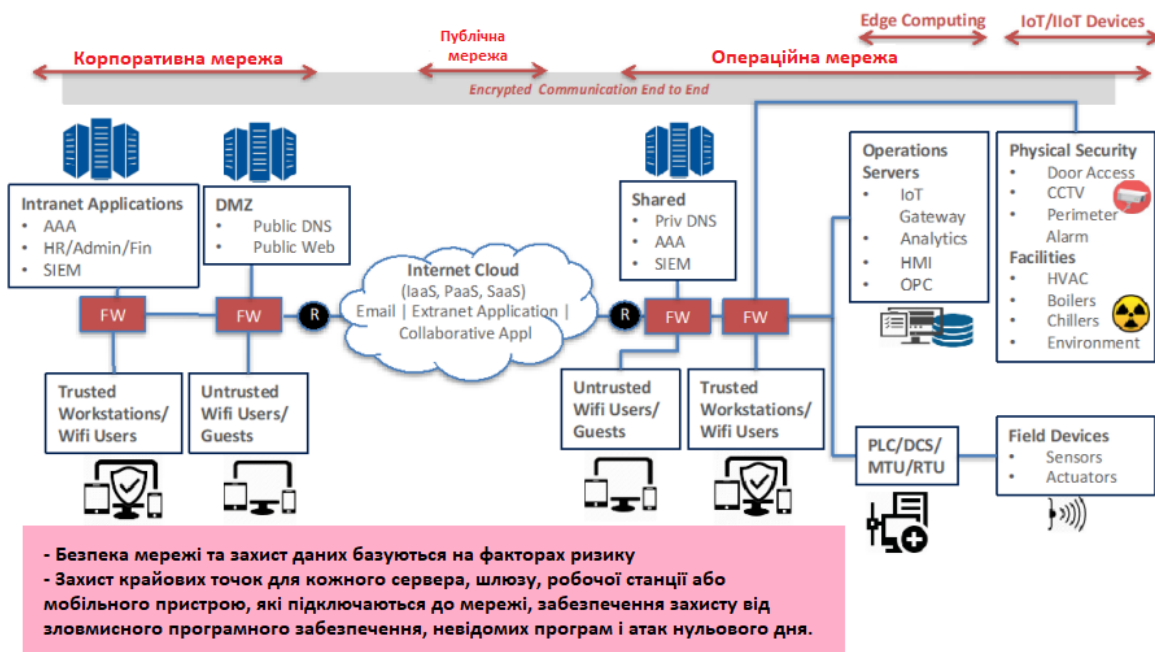 Edge Computing
IoT/IIoT Devices
Корпоративна мережа
Публічна
мережа
Операційна мережа
Encrypted Communication End to End
Intranet Applications
• AAA
• HR/Admin/Fin
• SIEM
DMZ
• Public DNS
• Public Web
Internet Cloud
(IaaS, PaaS, SaaS)
Email | Extranet Application |
Collaborative Appl
Shared
• Priv DNS
• AAA
• SIEM
Operations
Servers
• IoT
Gateway
• Analytics
• HMI
• OPC
Physical Security
• Door Access
• CCTV
• Perimeter
Alarm
Facilities
• HVAC
• Boilers
• Chillers
• Environment
FW
FW
R
R
FW
FW
Trusted
Workstations/
Wifi Users
Untrusted
Wifi Users/
Guests
Untrusted
Wifi Users/
Guests
Trusted
Workstations/
Wifi Users
PLC/DCS/
MTU/RTU
Field Devices
• Sensors
• Actuators
- Безпека мережі та захист даних базуються на факторах ризику
- Захист крайових точок для кожного сервера, шлюзу, робочої станції або
мобільного пристрою, які підключаються до мережі, забезпечення захисту від
зловмисного програмного забезпечення, невідомих програм і атак нульового дня.